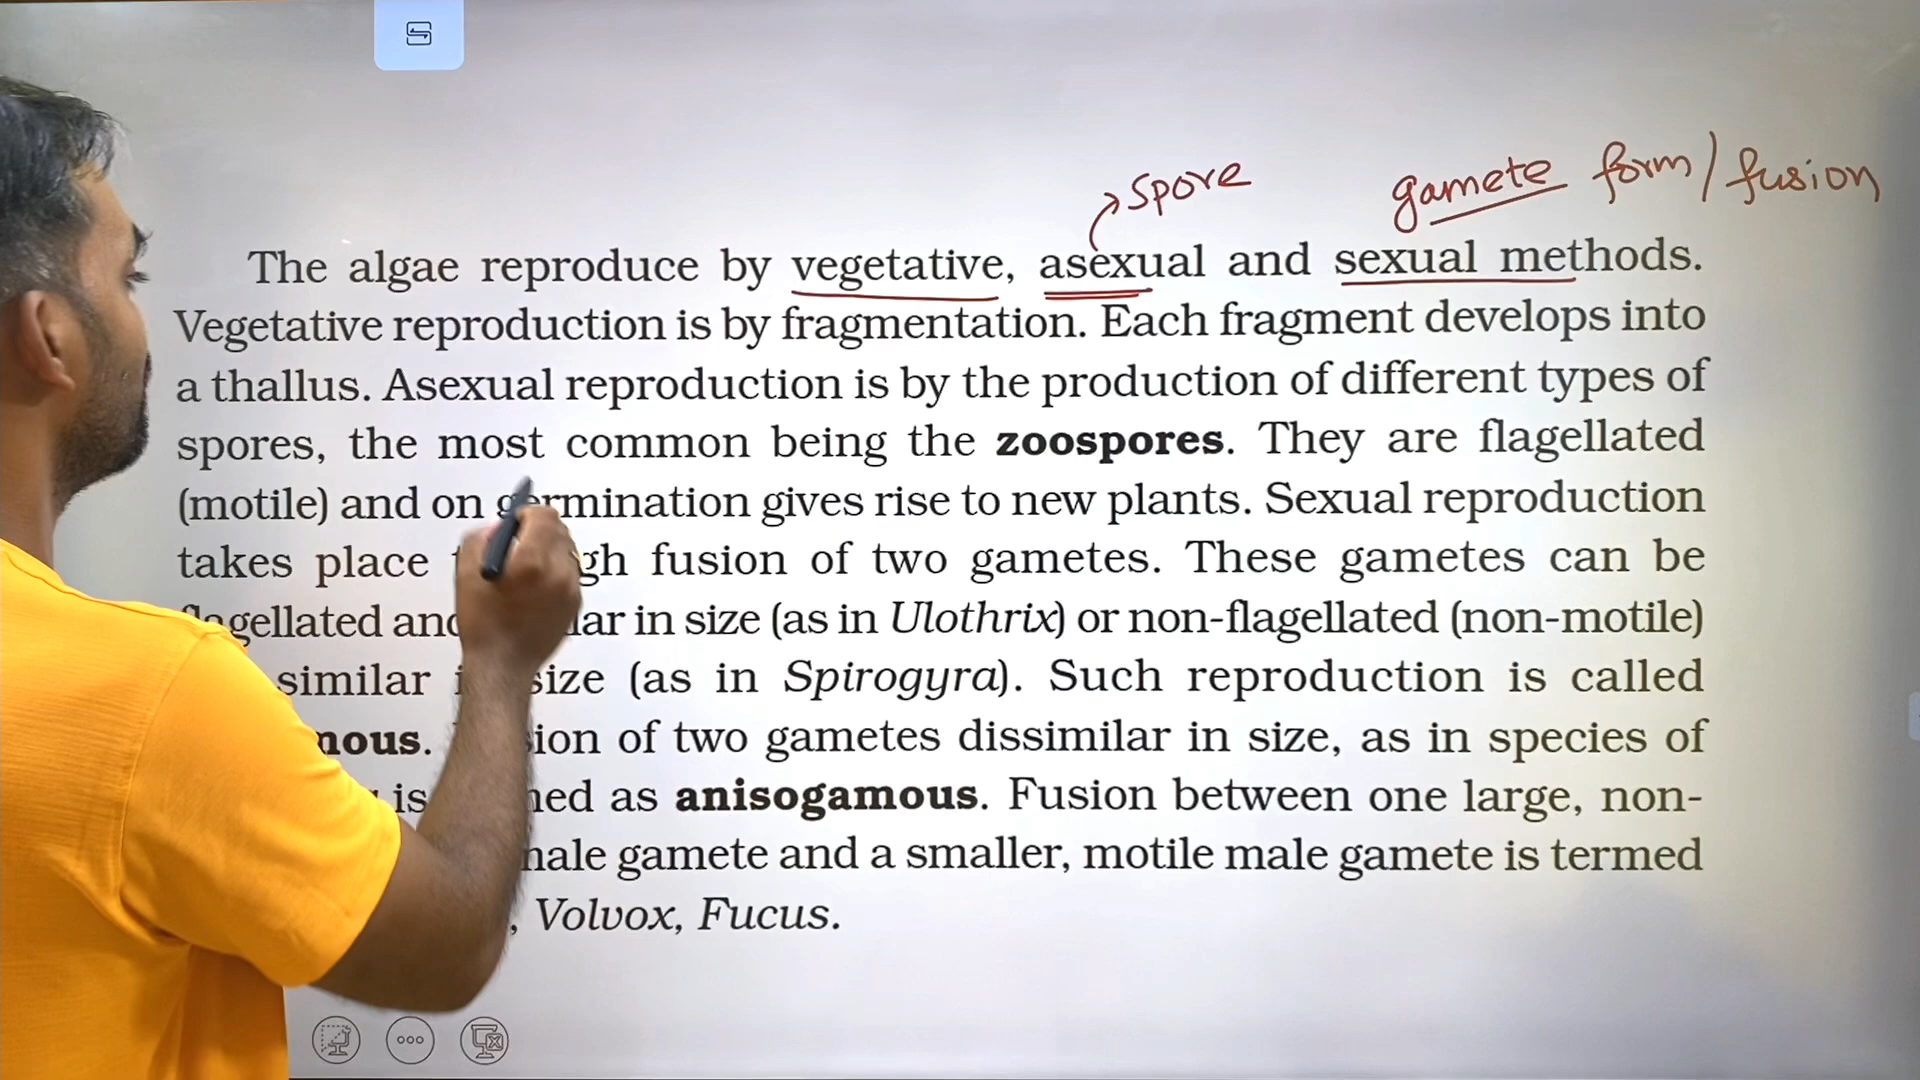 spore gamete form / fusion
The algae reproduce by vegetative, asexual and sexual methods.
Vegetative reproduction is by fragmentation. Each fragment develops into
a thallus. Asexual reproduction is by the production of different types of
spores, the most common being the zoospores. They are flagellated
(motile) and on germination gives rise to new plants. Sexual reproduction
takes place gh fusion of two gametes. These gametes can be
flagellated and lar in size (as in Ulothrix) or non-flagellated (non-motile)
similar size (as in Spirogyra). Such reproduction is called
nous. ion of two gametes dissimilar in size, as in species of
is ned as anisogamous. Fusion between one large, non-
male gamete and a smaller, motile male gamete is termed
, Volvox, Fucus.